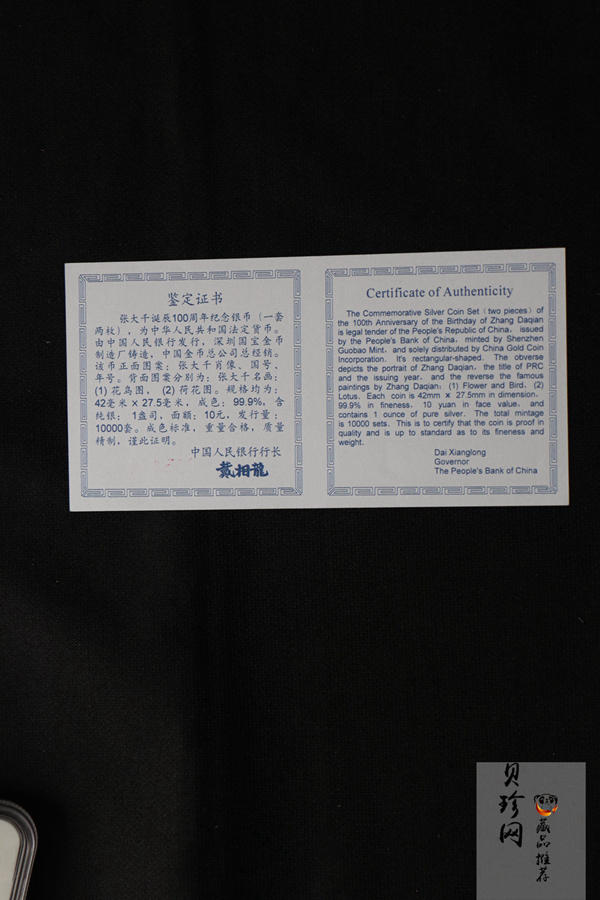 鉴定证书
张大千诞辰100周年纪念银币（一套
两枚），为中华人民共和国法定货币。
由中国人民银行发行，深圳国宝金币
制造厂铸造，中国金币总公司总经销。
该币正面图案：张大千肖像、国号、
年号。背面图案分别为：张大千名画：
(1) 花鸟图，(2) 荷花图。规格均为：
42毫米×27.5毫米，成色：99.9%，含
纯银：1盎司，面额：10元，发行量：
10000套。成色标准，重量合格，质量
精制，谨此证明。
中国人民银行行长
戴相龍
Certificate of Authenticity
The Commemorative Silver Coin Set (two pieces) of
the 100th Anniversary of the Birthday of Zhang Daqian
is legal tender of the People's Republic of China, issued
by the People's Bank of China, minted by Shenzhen
Guobao Mint, and solely distributed by China Gold Coin
Incorporation. It's rectangular-shaped. The obverse
depicts the portrait of Zhang Daqian, the title of PRC
and the issuing year, and the reverse the famous
paintings by Zhang Daqian: (1) Flower and Bird, (2)
Lotus. Each coin is 42mm × 27.5mm in dimension,
99.9% in fineness, 10 yuan in face value, and
contains 1 ounce of pure silver. The total mintage
is 10000 sets. This is to certify that the coin is proof in
quality and is up to standard as to its fineness and
weight.
Dai Xianglong
Governor
The People's Bank of China
贝珍网
藏品推荐